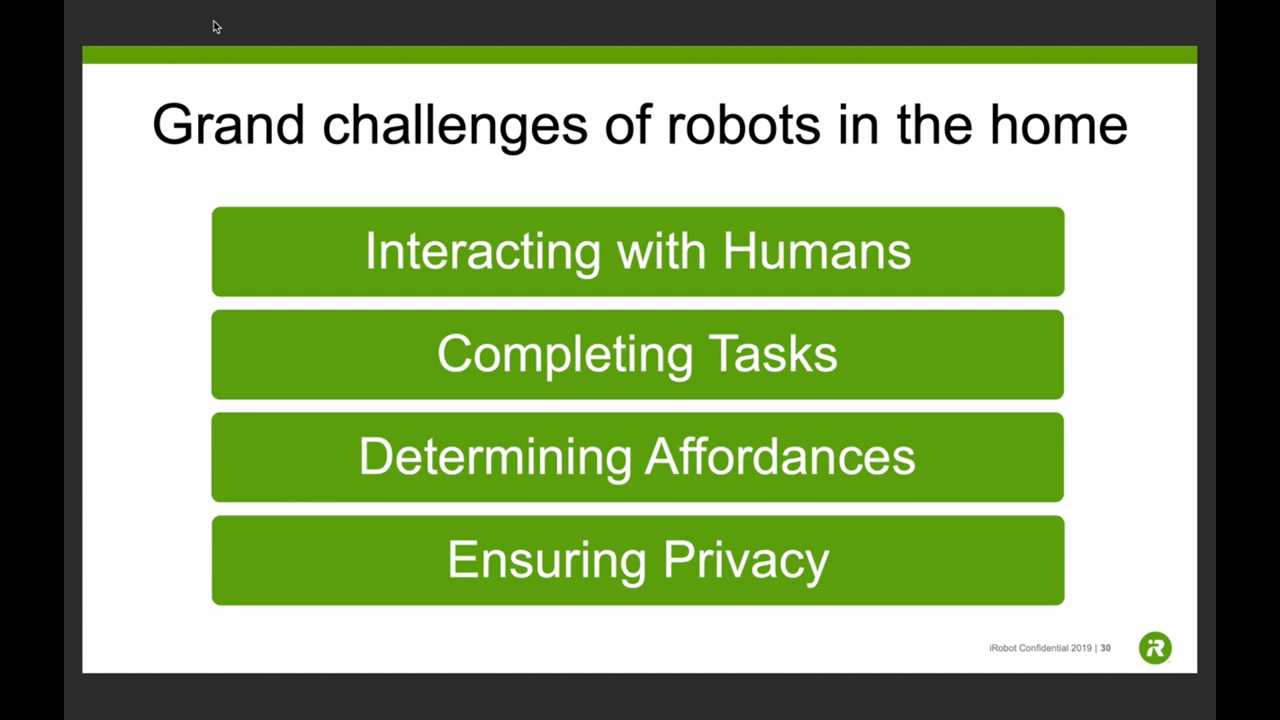 Grand challenges of robots in the home
Interacting with Humans
Completing Tasks
Determining Affordances
Ensuring Privacy
iRobot Confidential 2019 | 30
iR